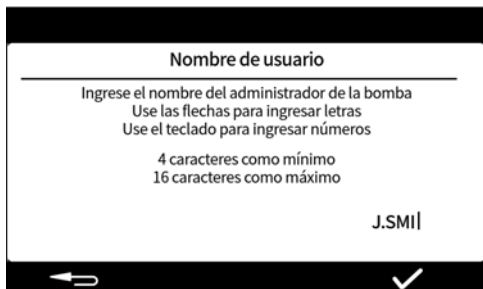 Nombre de usuario
Ingrese el nombre del administrador de la bomba
Use las flechas para ingresar letras
Use el teclado para ingresar números
4 caracteres como mínimo
16 caracteres como máximo
J.SMI